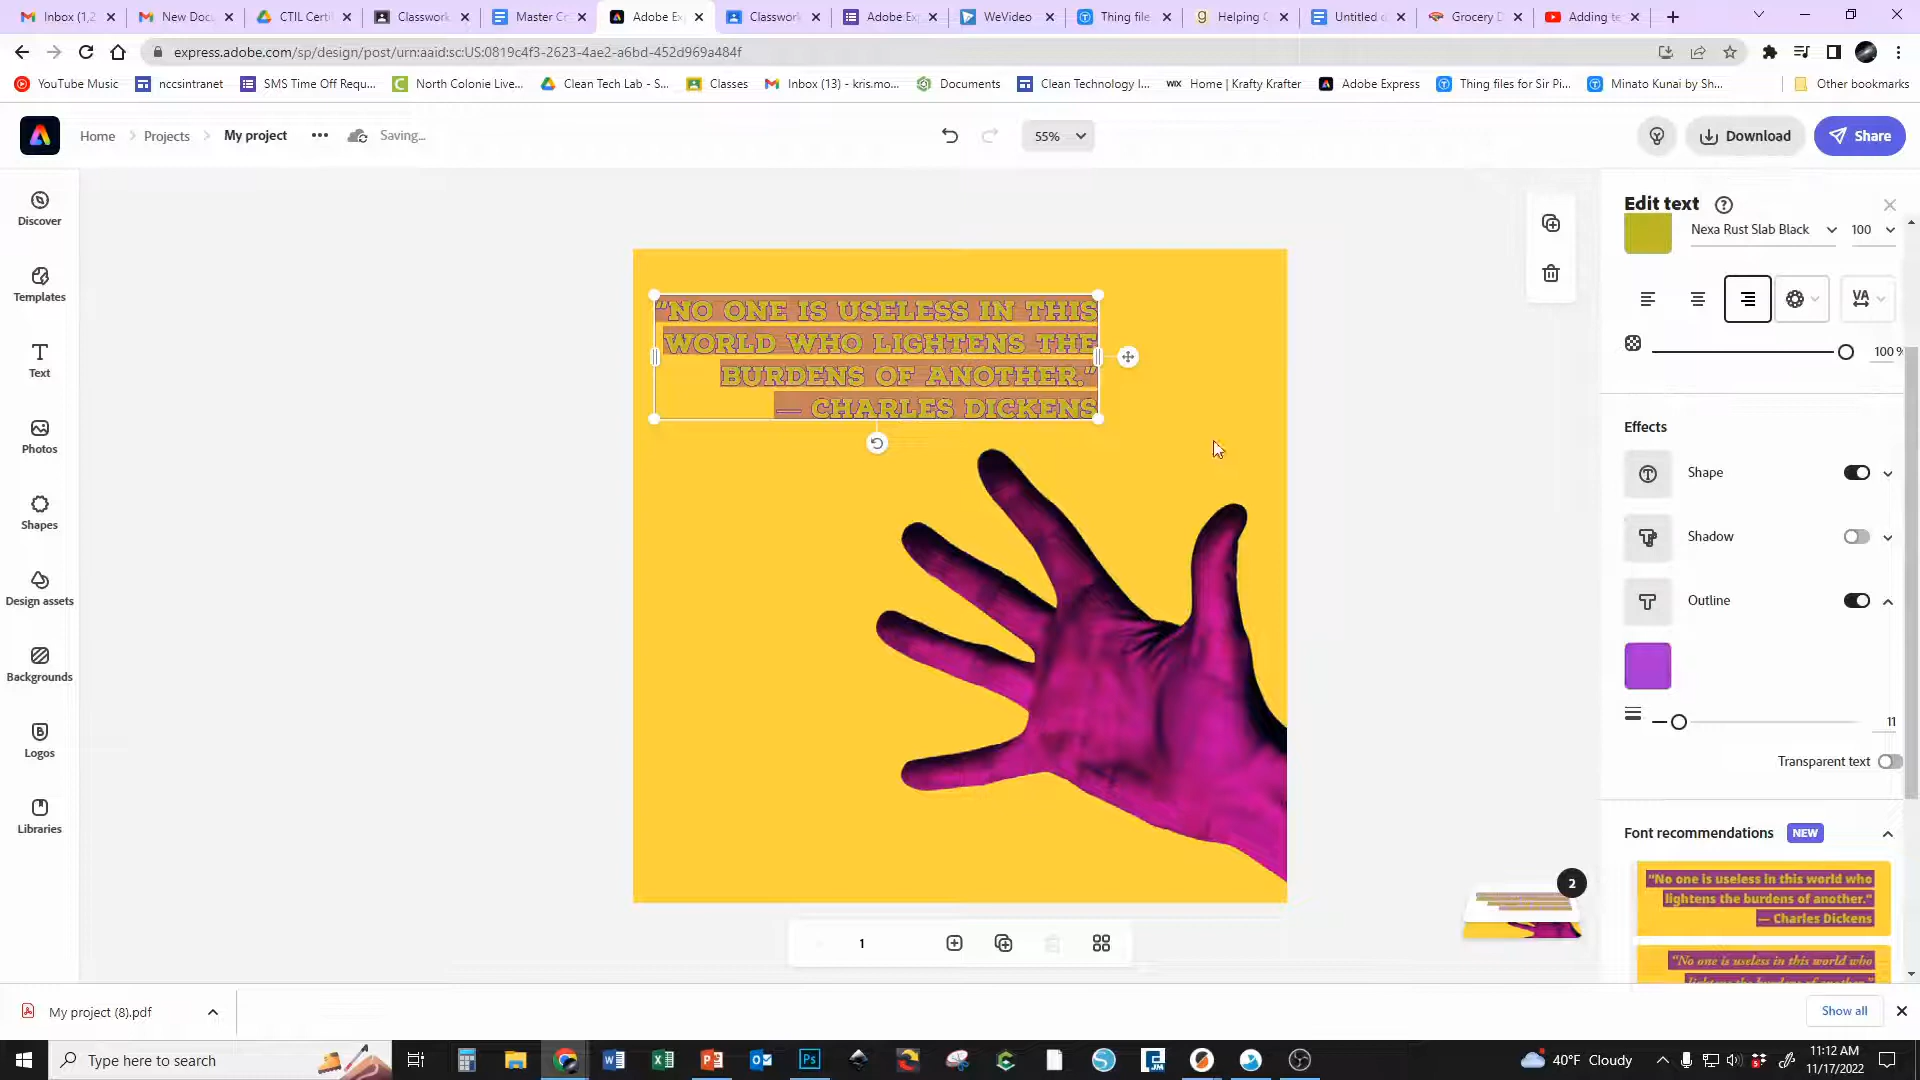 Inbox (1,2
New Docu
CTIL Certi
Classwork
Master Cr
Adobe Ex
Classwork
Adobe Ex
WeVideo
Thing file
Helping C
Untitled d
Grocery D
Adding te
express.adobe.com/sp/design/post/urn:aaid:sc:US:0819c4f3-2623-4ae2-a6bd-452d969a484f
YouTube Music
nccsintranet
SMS Time Off Requ...
North Colonie Live...
Clean Tech Lab - S...
Classes
Inbox (13) - kris.mo...
Documents
Clean Technology I...
WIX
Home | Krafty Krafter
Adobe Express
Thing files for Sir Pi...
Minato Kunai by Sh...
Other bookmarks
Home
Projects
My project
Saving...
55%
Download
Share
Discover
Templates
Text
Photos
Shapes
Design assets
Backgrounds
Logos
Libraries
"NO ONE IS USELESS IN THIS
WORLD WHO LIGHTENS THE
BURDENS OF ANOTHER."
— CHARLES DICKENS
1
2
Edit text
Nexa Rust Slab Black
100
VA
100 %
Effects
Shape
Shadow
Outline
11
Transparent text
Font recommendations
NEW
"No one is useless in this world who
lightens the burdens of another."
— Charles Dickens
"No one is useless in this world who
lightens the burdens of another."
My project (8).pdf
Show all
Type here to search
40°F Cloudy
11:12 AM
11/17/2022